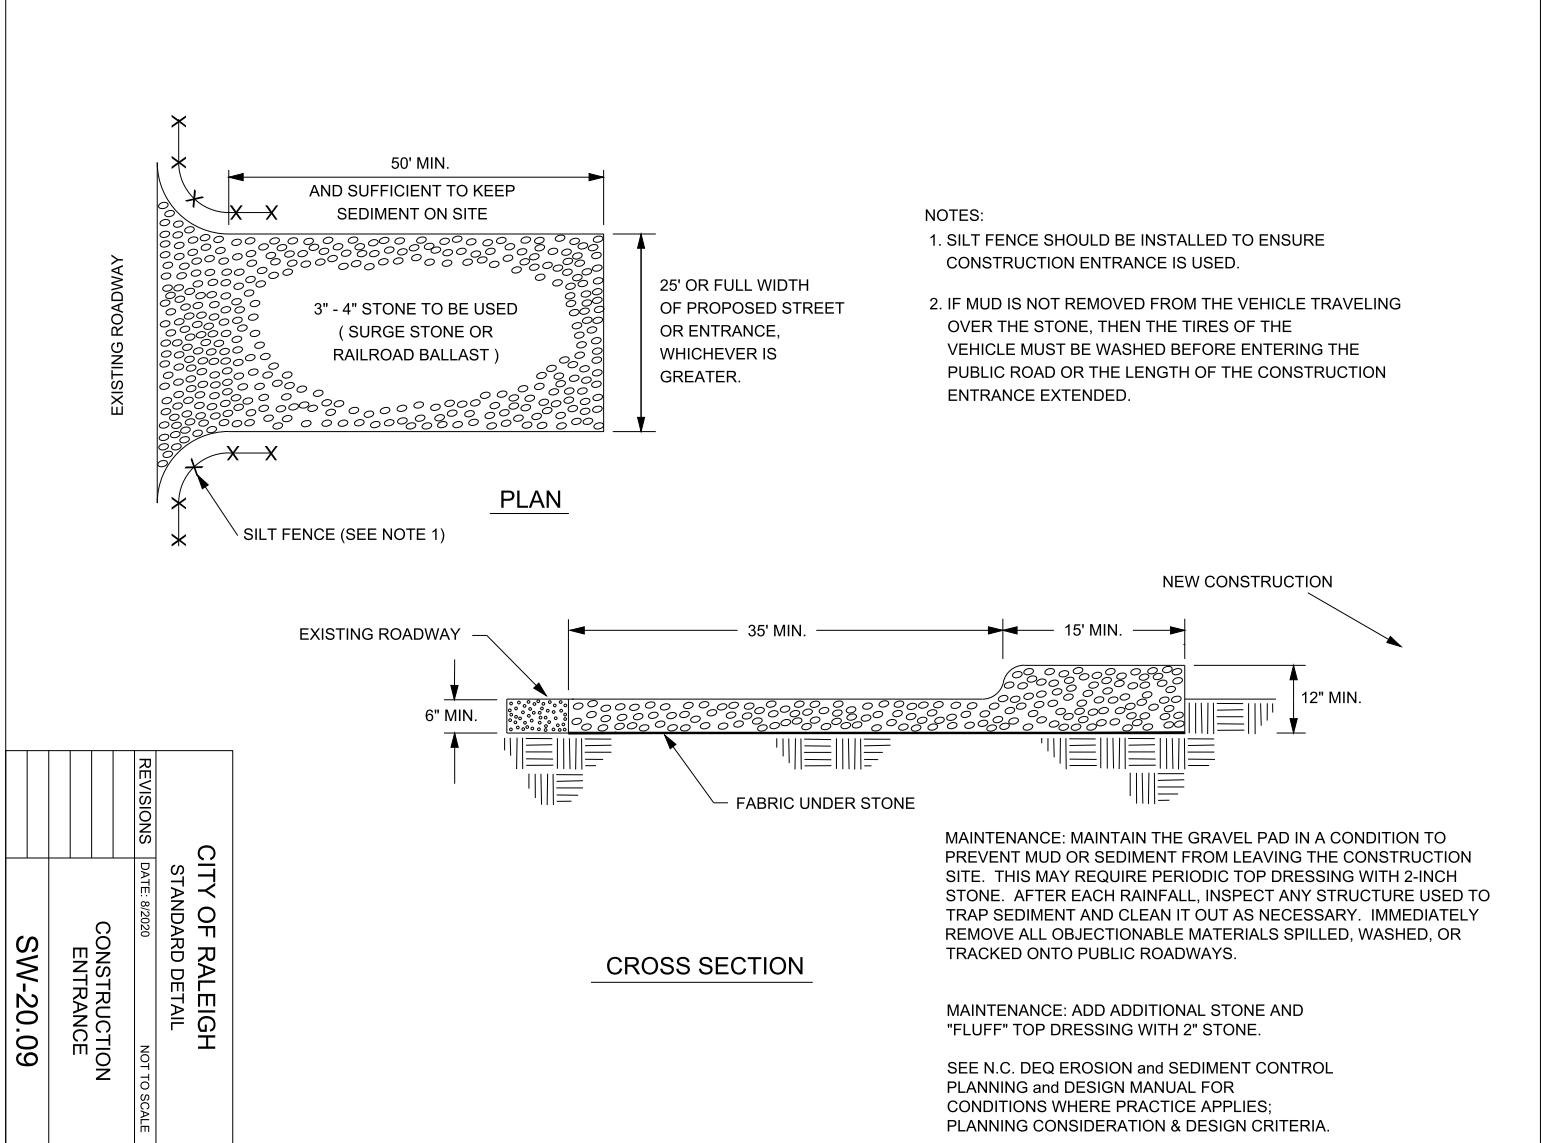 50' MIN.
AND SUFFICIENT TO KEEP
SEDIMENT ON SITE
EXISTING ROADWAY
3" - 4" STONE TO BE USED
( SURGE STONE OR
RAILROAD BALLAST )
25' OR FULL WIDTH
OF PROPOSED STREET
OR ENTRANCE,
WHICHEVER IS
GREATER.
PLAN
SILT FENCE (SEE NOTE 1)
NOTES:
1. SILT FENCE SHOULD BE INSTALLED TO ENSURE
CONSTRUCTION ENTRANCE IS USED.
2. IF MUD IS NOT REMOVED FROM THE VEHICLE TRAVELING
OVER THE STONE, THEN THE TIRES OF THE
VEHICLE MUST BE WASHED BEFORE ENTERING THE
PUBLIC ROAD OR THE LENGTH OF THE CONSTRUCTION
ENTRANCE EXTENDED.
NEW CONSTRUCTION
EXISTING ROADWAY
35' MIN.
15' MIN.
6" MIN.
12" MIN.
FABRIC UNDER STONE
CROSS SECTION
MAINTENANCE: MAINTAIN THE GRAVEL PAD IN A CONDITION TO
PREVENT MUD OR SEDIMENT FROM LEAVING THE CONSTRUCTION
SITE. THIS MAY REQUIRE PERIODIC TOP DRESSING WITH 2-INCH
STONE. AFTER EACH RAINFALL, INSPECT ANY STRUCTURE USED TO
TRAP SEDIMENT AND CLEAN IT OUT AS NECESSARY. IMMEDIATELY
REMOVE ALL OBJECTIONABLE MATERIALS SPILLED, WASHED, OR
TRACKED ONTO PUBLIC ROADWAYS.
MAINTENANCE: ADD ADDITIONAL STONE AND
"FLUFF" TOP DRESSING WITH 2" STONE.
SEE N.C. DEQ EROSION and SEDIMENT CONTROL
PLANNING and DESIGN MANUAL FOR
CONDITIONS WHERE PRACTICE APPLIES;
PLANNING CONSIDERATION & DESIGN CRITERIA.
CITY OF RALEIGH
STANDARD DETAIL
REVISIONS
DATE: 8/2020
NOT TO SCALE
CONSTRUCTION
ENTRANCE
SW-20.09